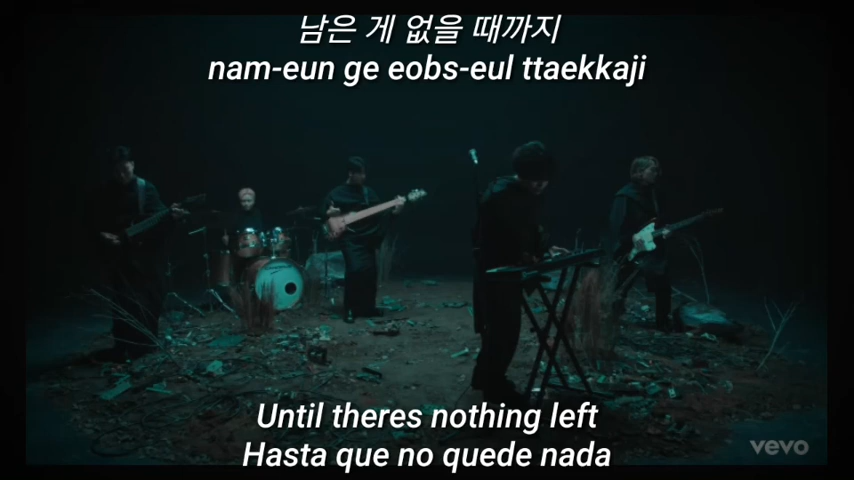 남은 게 없을 때까지
nam-eun ge eobs-eul ttaekkaji
Until theres nothing left
Hasta que no quede nada
vevo